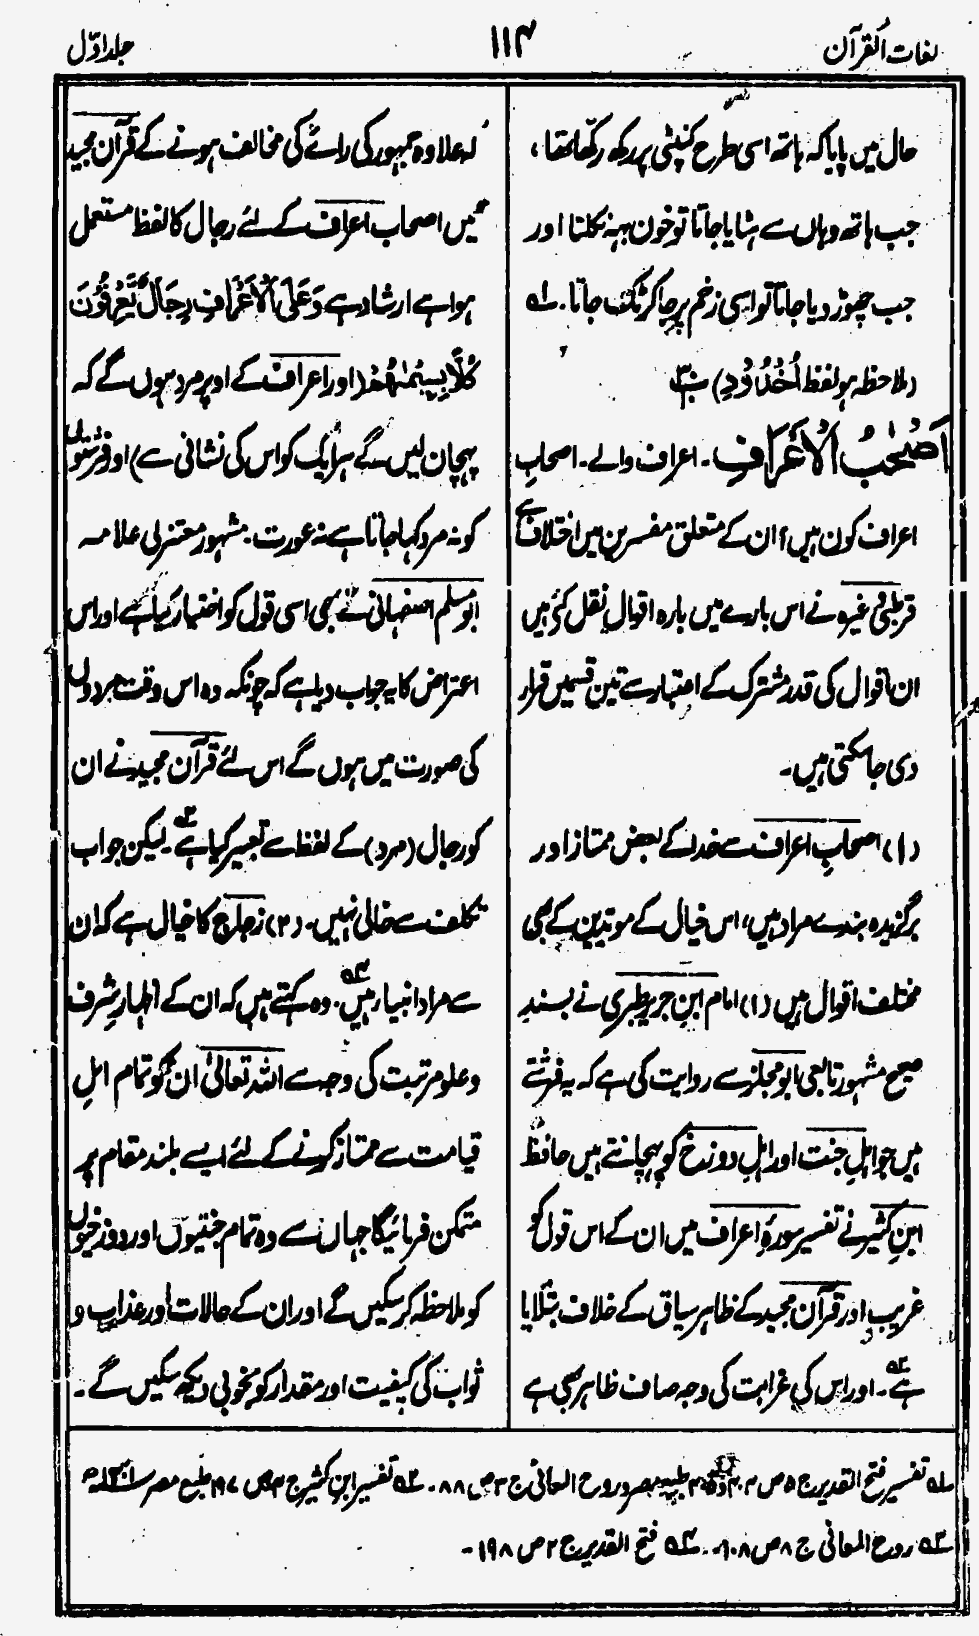 لغات القرآن
۱۱۴
جلد اوّل
حال میں پایا کہ ہاتھ اسی طرح کنپٹی پر رکھ رکھا تھا،
جب ہاتھ وہاں سے ہٹایا جاتا تو خون بہہ نکلتا اور
جب چھوڑ دیا جاتا تو اسی زخم پر جا کر ٹک جاتا۔ ۱ھ
(ملاحظہ ہو لفظ اُخْدُوْدِ)
اَصْحٰبُ الْاَعْرَافِ۔ اعراف والے۔ اصحابِ
اعراف کون ہیں؟ ان کے متعلق مفسرین میں اختلاف ہے
قرطبی وغیرہ نے اس بارے میں بارہ اقوال نقل کئے ہیں
ان اقوال کی قدر مشترک کے اعتبار سے تین قسمیں قرار
دی جا سکتی ہیں۔
(۱) اصحابِ اعراف سے خدا کے بعض ممتاز اور
برگزیدہ بندے مراد ہیں، اس خیال کے مؤیدین کے بھی
مختلف اقوال ہیں (۱) امام ابنِ جریر طبری نے بسندِ
صحیح مشہور تابعی ابو مجلز سے روایت کی ہے کہ یہ فرشتے
ہیں جو اہلِ جنت اور اہلِ دوزخ کو پہچانتے ہیں حافظ
ابنِ کثیر نے تفسیر سورۂ اعراف میں ان کے اس قول کو
غریب اور قرآن مجید کے ظاہر سیاق کے خلاف بتلایا
ہے ۲ھ۔ اور اس کی غرابت کی وجہ صاف ظاہر بھی ہے
کہ علاوہ جمہور کی رائے کی مخالف ہونے کے قرآن مجید
میں اصحاب اعراف کے لئے رجال کا لفظ مستعمل
ہوا ہے ارشاد ہے وَعَلَی الْاَعْرَافِ رِجَالٌ یَّعْرِفُوْنَ
کُلًّا بِسِیْمٰهُمْ (اور اعراف کے اوپر مرد ہوں گے کہ
پہچان لیں گے ہر ایک کو اس کی نشانی سے) اور فرشتوں
کو نہ مرد کہا جاتا ہے نہ عورت۔ مشہور معتزلی علامہ
ابو مسلم اصفہانی نے بھی اسی قول کو اختیار کیا ہے اور اس
اعتراض کا یہ جواب دیا ہے کہ چونکہ وہ اس وقت مردوں
کی صورت میں ہوں گے اس لئے قرآن مجید نے ان
کو رجال (مرد) کے لفظ سے تعبیر کیا ہے ۳ھ۔ لیکن جواب
تکلف سے خالی نہیں۔ (۲) زجاج کا خیال ہے کہ ان
سے مراد انبیاء ہیں ۴ھ۔ وہ کہتے ہیں کہ ان کے اظہارِ شرف
و علو مرتبت کی وجہ سے اللہ تعالیٰ ان کو تمام اہلِ
قیامت سے ممتاز کرنے کے لئے ایسے بلند مقام پر
متمکن فرمائیگا جہاں سے وہ تمام جنتیوں اور دوزخیوں
کو ملاحظہ کر سکیں گے اور ان کے حالات اور عذاب و
ثواب کی کیفیت اور مقدار کو بخوبی دیکھ سکیں گے۔
۱ھ تفسیر فتح القدیر ج ۵ ص طبع مصر و روح المعانی ج ۳ ص ۸۸۔ ۲ھ تفسیر ابنِ کثیر ج ۴ ص ۱۹۷ طبع مصر
۳ھ روح المعانی ج ۸ ص ۱۰۸۔ ۴ھ فتح القدیر ج ۲ ص ۱۹۸۔